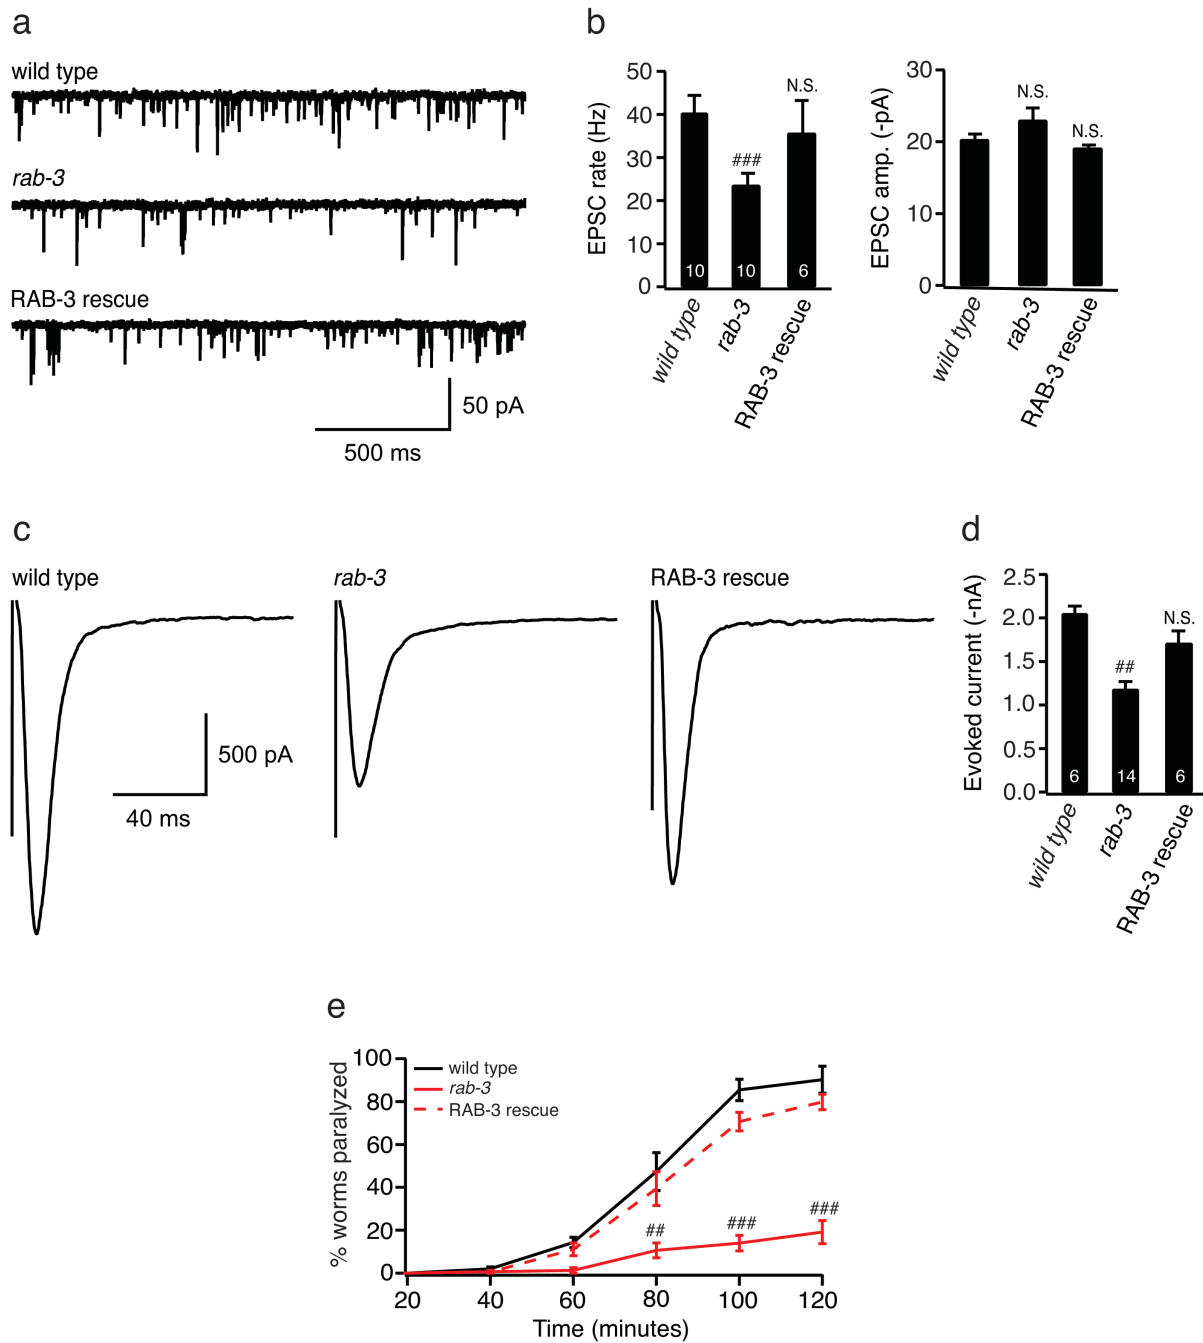 a
wild type
rab-3
RAB-3 rescue
50 pA
500 ms
b
EPSC rate (Hz)
50
40
30
20
10
0
###
N.S.
10
10
6
wild type
rab-3
RAB-3 rescue
EPSC amp. (-pA)
30
20
10
0
N.S.
N.S.
wild type
rab-3
RAB-3 rescue
c
wild type
rab-3
RAB-3 rescue
500 pA
40 ms
d
Evoked current (-nA)
2.5
2.0
1.5
1.0
0.5
0.0
##
N.S.
6
14
6
wild type
rab-3
RAB-3 rescue
e
% worms paralyzed
100
80
60
40
20
0
wild type
rab-3
RAB-3 rescue
##
###
###
20
40
60
80
100
120
Time (minutes)